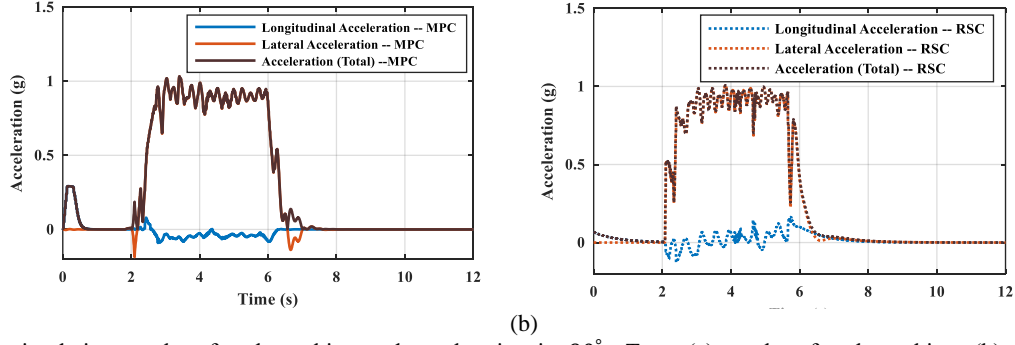 1.5
1
0.5
0
Acceleration (g)
Longitudinal Acceleration -- MPC
Lateral Acceleration -- MPC
Acceleration (Total) --MPC
0 2 4 6 8 10 12
Time (s)
1.5
1
0.5
0
Acceleration (g)
Longitudinal Acceleration -- RSC
Lateral Acceleration -- RSC
Acceleration (Total) -- RSC
0 2 4 6 8 10 12
(b)